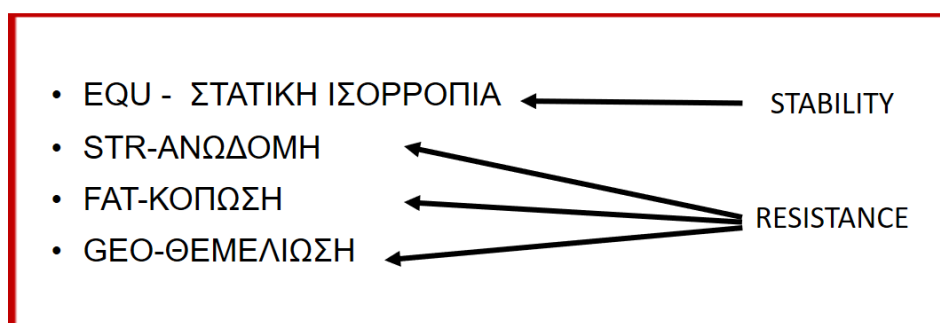 • EQU - ΣΤΑΤΙΚΗ ΙΣΟΡΡΟΠΙΑ
STABILITY
• STR-ΑΝΩΔΟΜΗ
• FAT-ΚΟΠΩΣΗ
RESISTANCE
• GEO-ΘΕΜΕΛΙΩΣΗ